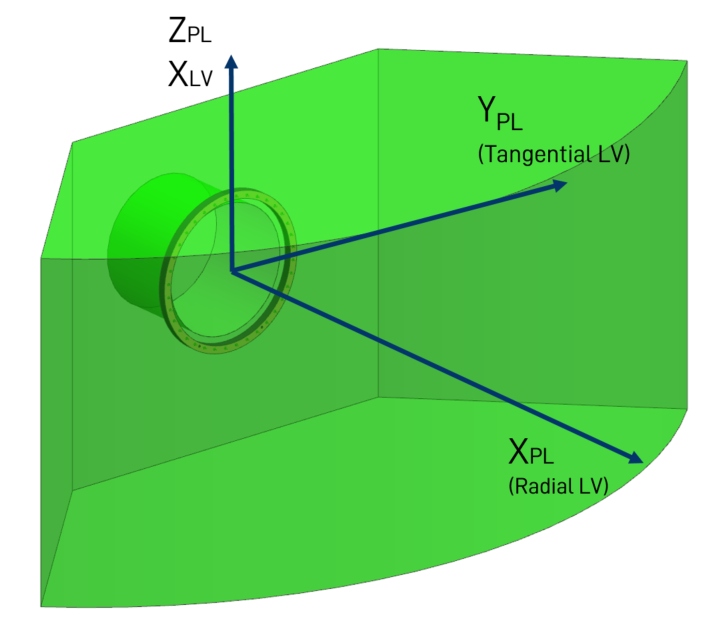 ZPL
XLV
YPL
(Tangential LV)
XPL
(Radial LV)